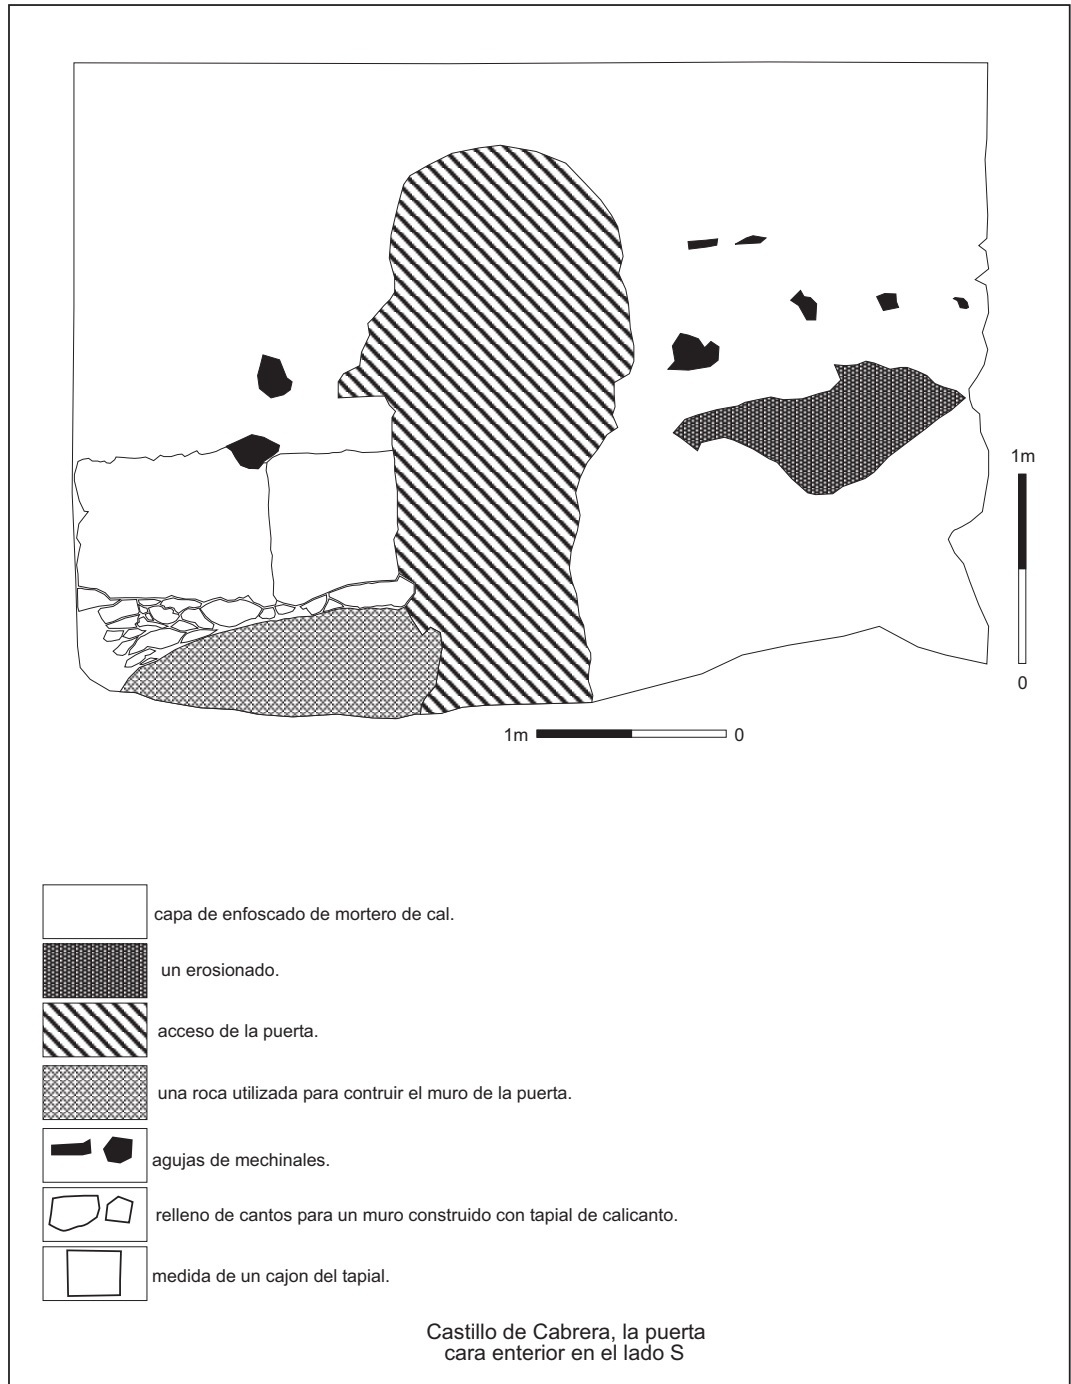 1m
0
1m
0
capa de enfoscado de mortero de cal.
un erosionado.
acceso de la puerta.
una roca utilizada para contruir el muro de la puerta.
agujas de mechinales.
relleno de cantos para un muro construido con tapial de calicanto.
medida de un cajon del tapial.
Castillo de Cabrera, la puerta
cara enterior en el lado S